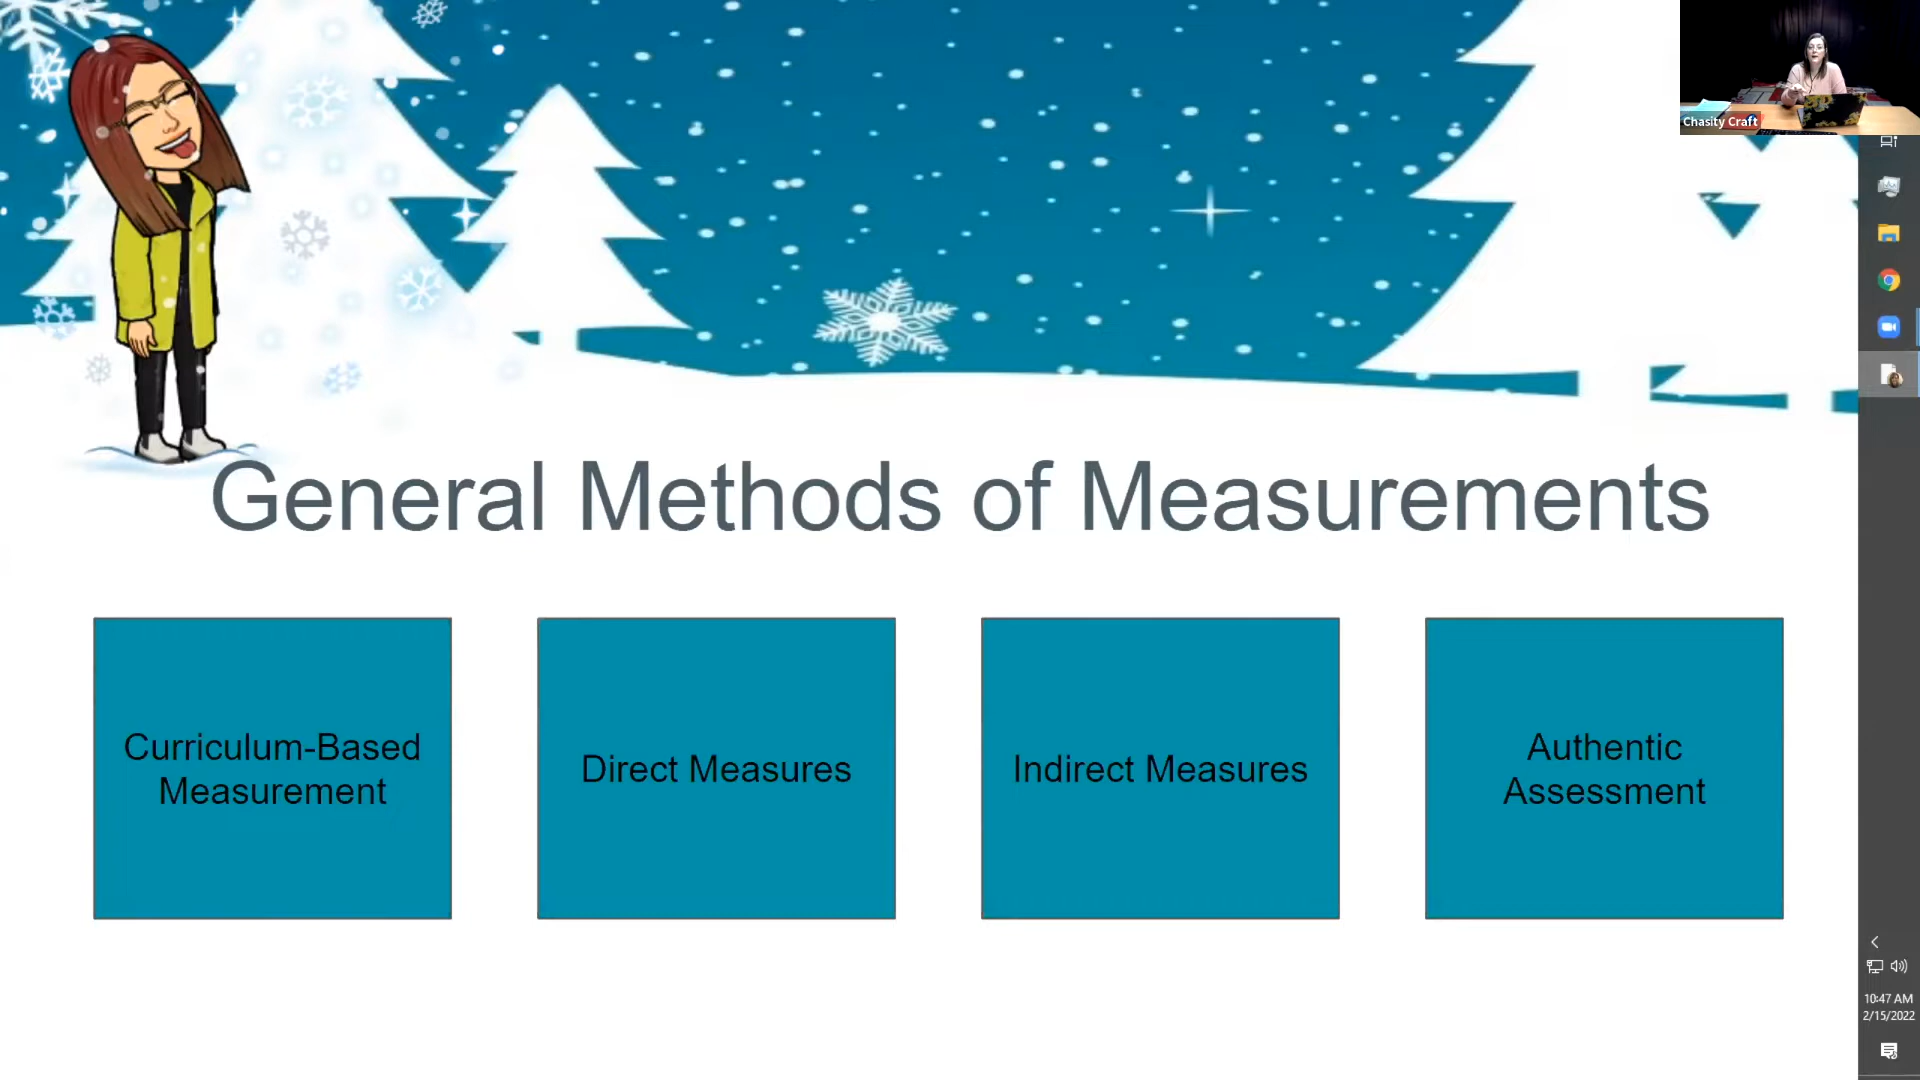 Chasity Craft
General Methods of Measurements
Curriculum-Based
Measurement
Direct Measures
Indirect Measures
Authentic
Assessment
10:47 AM
2/15/2022